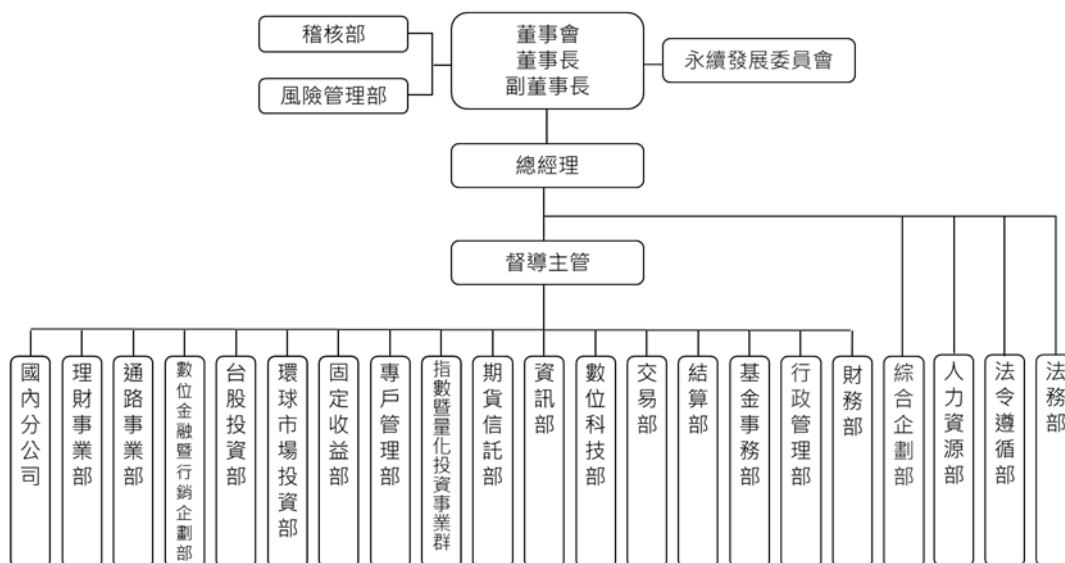 稽核部
風險管理部
董事會
董事長
副董事長
永續發展委員會
總經理
督導主管
國內分公司
理財事業部
通路事業部
數位金融暨行銷企劃部
台股投資部
環球市場投資部
固定收益部
專戶管理部
指數暨量化投資事業群
期貨信託部
資訊部
數位科技部
交易部
結算部
基金事務部
行政管理部
財務部
綜合企劃部
人力資源部
法令遵循部
法務部